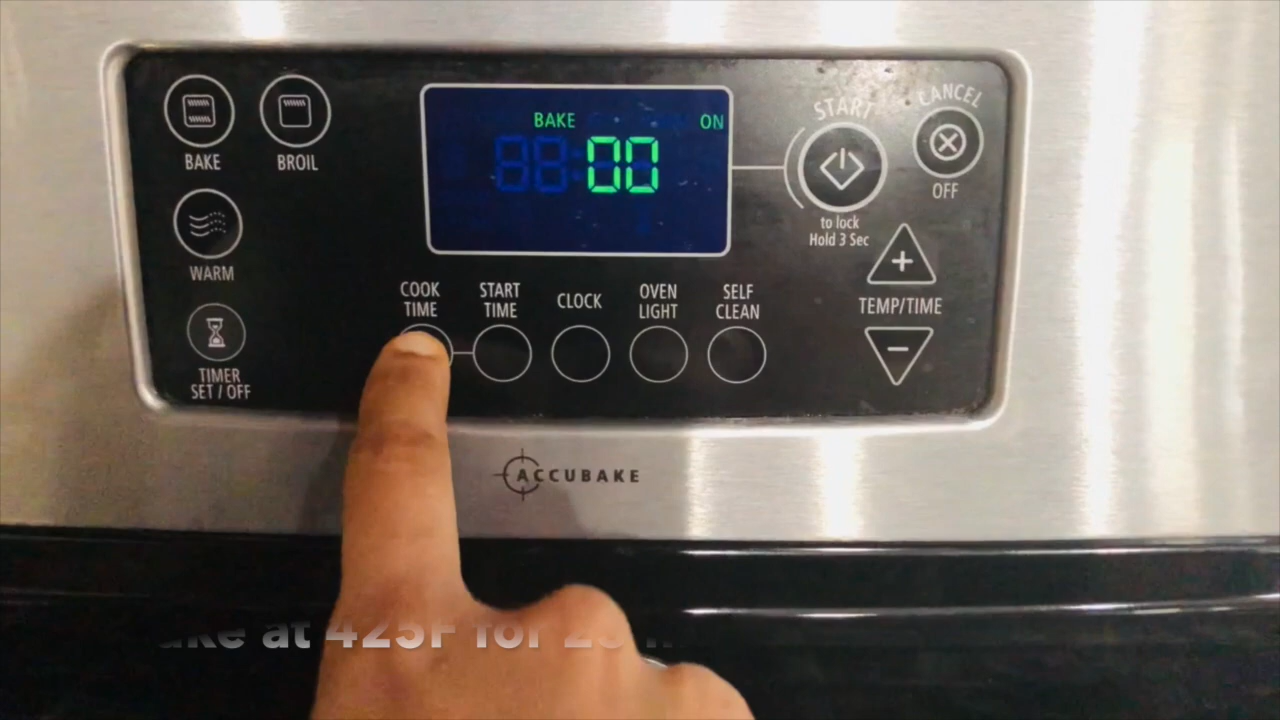 BAKE
BROIL
WARM
TIMER
SET / OFF
BAKE ON
00
START
to lock
Hold 3 Sec
CANCEL
OFF
TEMP/TIME
COOK
TIME
START
TIME
CLOCK
OVEN
LIGHT
SELF
CLEAN
ACCUBAKE
at 425F for